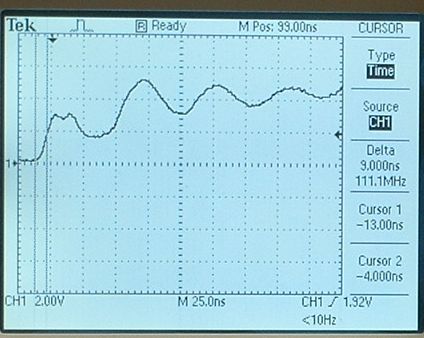 Tek R Ready M Pos: 99.00ns CURSOR
Type
Time
Source
CH1
Delta
9.000ns
111.1MHz
Cursor 1
-13.00ns
Cursor 2
-4.000ns
1
CH1 2.00V M 25.0ns CH1 1.92V
<10Hz